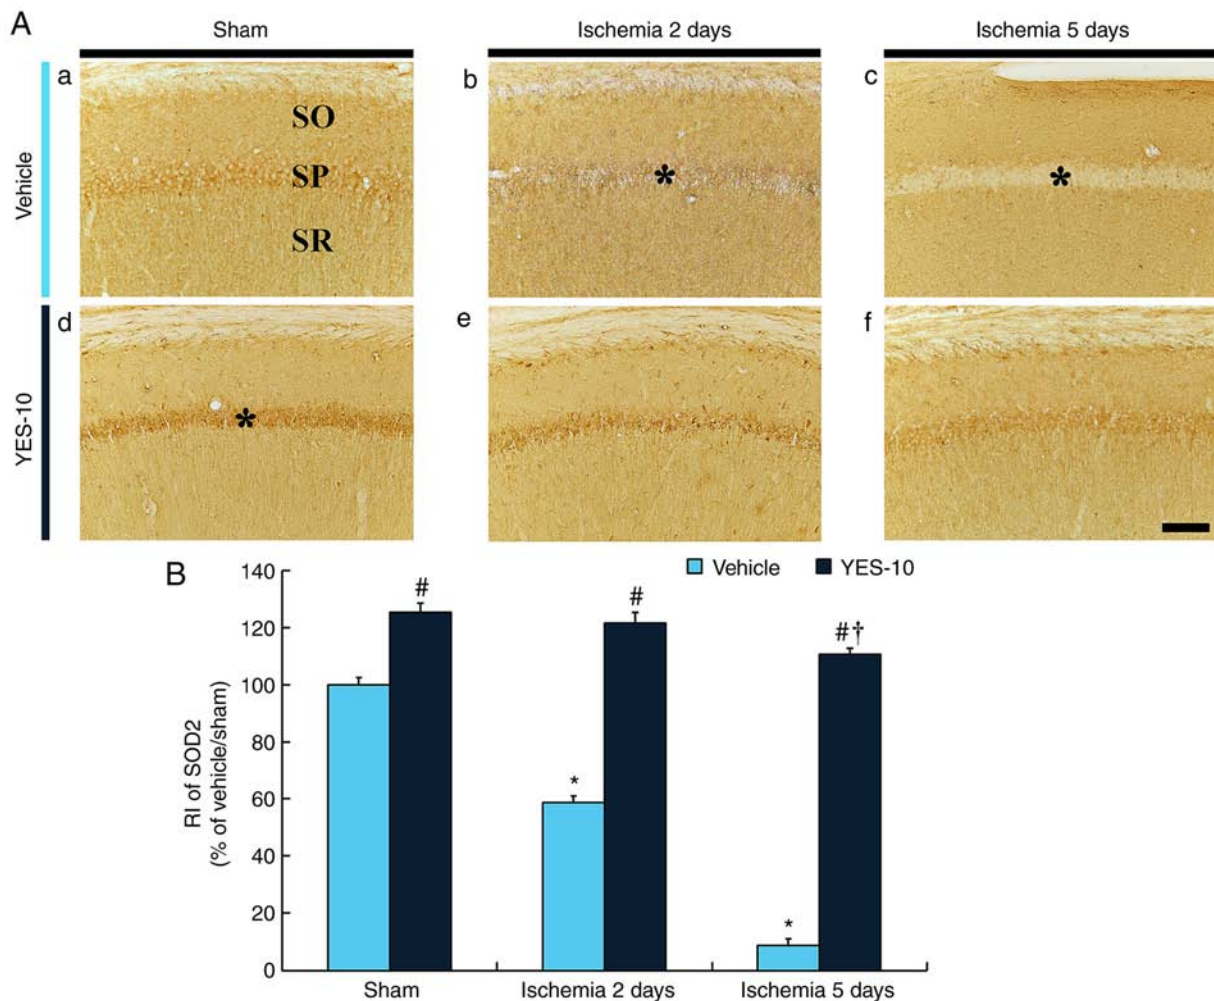 A
Sham
Ischemia 2 days
Ischemia 5 days
Vehicle
a
SO
SP
SR
b
*
c
*
YES-10
d
*
e
f
B
Vehicle
YES-10
RI of SOD2
(% of vehicle/sham)
140
120
100
80
60
40
20
0
#
#
#†
*
*
Sham
Ischemia 2 days
Ischemia 5 days